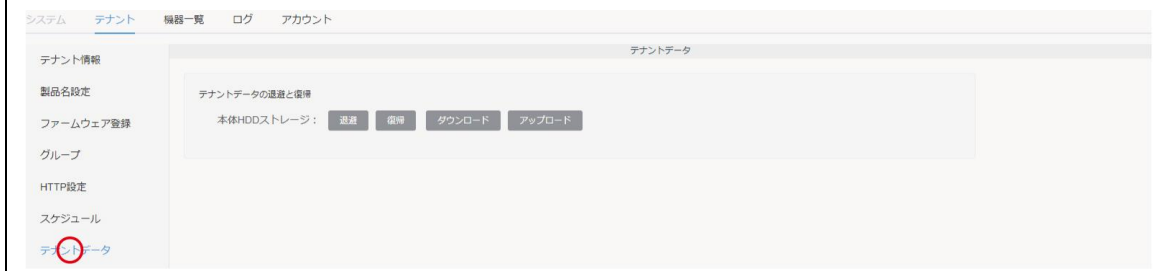 システム テナント 機器一覧 ログ アカウント
テナント情報
製品名設定
ファームウェア登録
グループ
HTTP設定
スケジュール
テナントデータ
テナントデータ
テナントデータの退避と復帰
本体HDDストレージ： 退避 復帰 ダウンロード アップロード